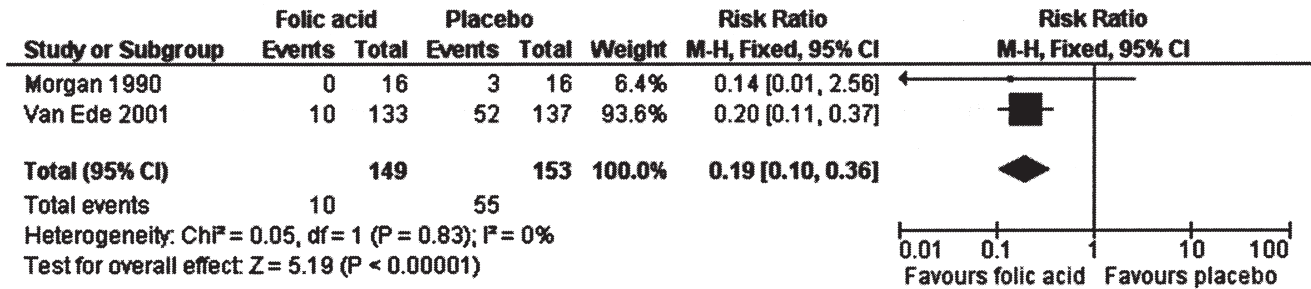 Folic acid Placebo Risk Ratio Risk Ratio
Study or Subgroup Events Total Events Total Weight M-H, Fixed, 95% CI M-H, Fixed, 95% CI
Morgan 1990 0 16 3 16 6.4% 0.14 [0.01, 2.56]
Van Ede 2001 10 133 52 137 93.6% 0.20 [0.11, 0.37]
Total (95% CI) 149 153 100.0% 0.19 [0.10, 0.36]
Total events 10 55
Heterogeneity: Chi² = 0.05, df = 1 (P = 0.83); I² = 0%
Test for overall effect: Z = 5.19 (P < 0.00001)
0.01 0.1 1 10 100
Favours folic acid Favours placebo